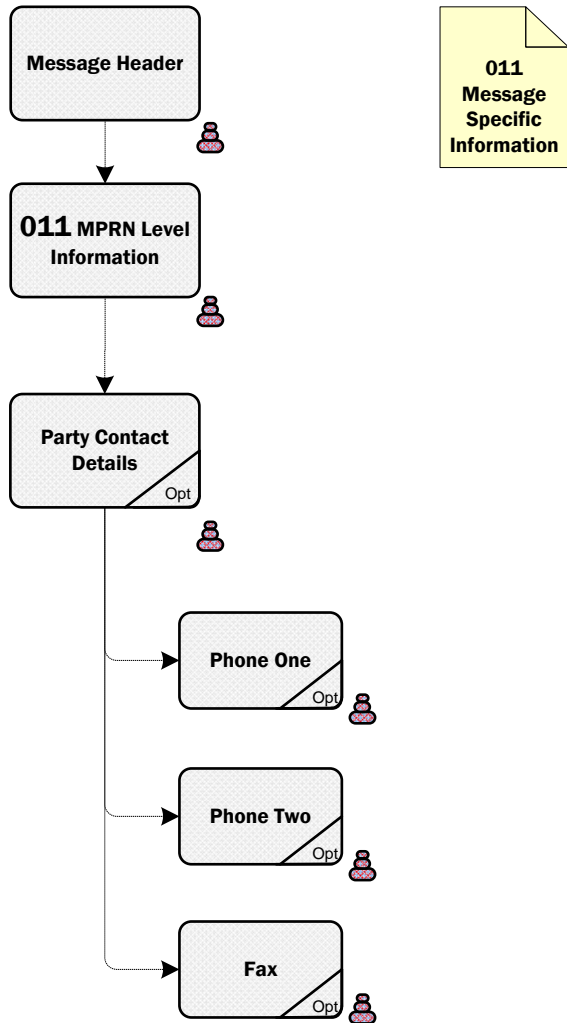 Message Header
011
Message
Specific
Information
011 MPRN Level
Information
Party Contact
Details
Opt
Phone One
Opt
Phone Two
Opt
Fax
Opt